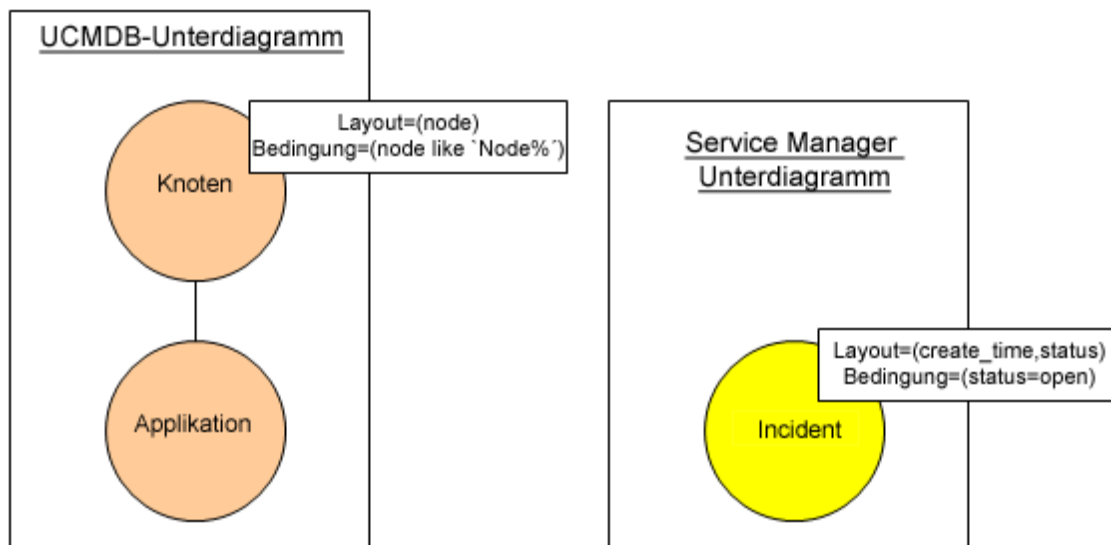 UCMDB-Unterdiagramm
Layout=(node)
Bedingung=(node like `Node%´)
Knoten
Applikation
Service Manager
Unterdiagramm
Layout=(create_time,status)
Bedingung=(status=open)
Incident